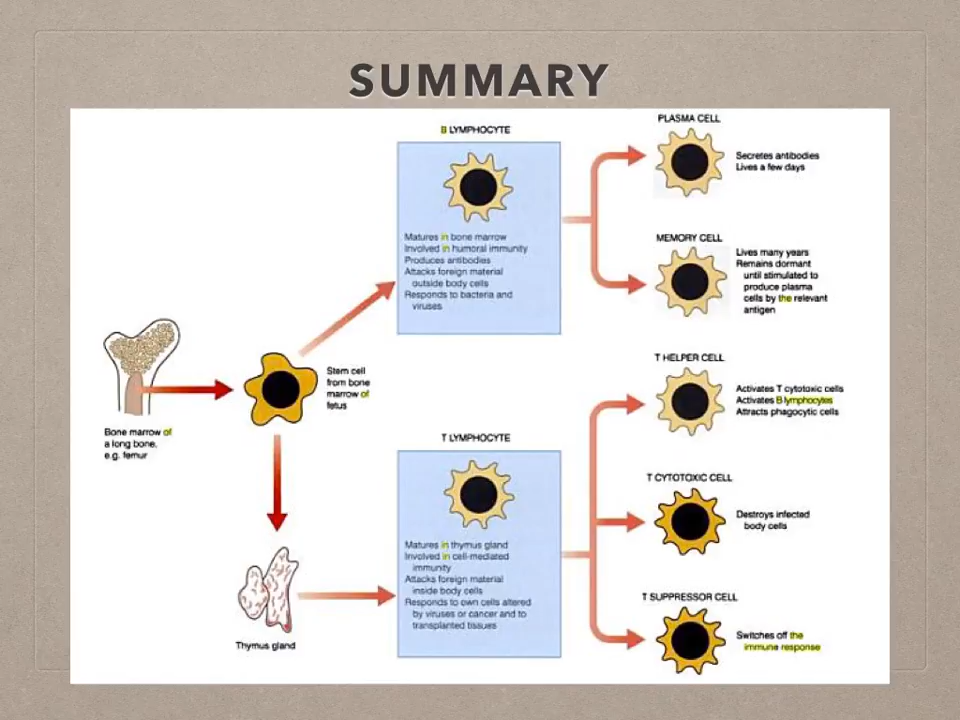 SUMMARY
B LYMPHOCYTE
Matures in bone marrow
Involved in humoral immunity
Produces antibodies
Attacks foreign material
outside body cells
Responds to bacteria and
viruses
PLASMA CELL
Secretes antibodies
Lives a few days
MEMORY CELL
Lives many years
Remains dormant
until stimulated to
produce plasma
cells by the relevant
antigen
Bone marrow of
a long bone,
e.g. femur
Stem cell
from bone
marrow of
fetus
Thymus gland
T LYMPHOCYTE
Matures in thymus gland
Involved in cell-mediated
immunity
Attacks foreign material
inside body cells
Responds to own cells altered
by viruses or cancer and to
transplanted tissues
T HELPER CELL
Activates T cytotoxic cells
Activates B lymphocytes
Attracts phagocytic cells
T CYTOTOXIC CELL
Destroys infected
body cells
T SUPPRESSOR CELL
Switches off the
immune response